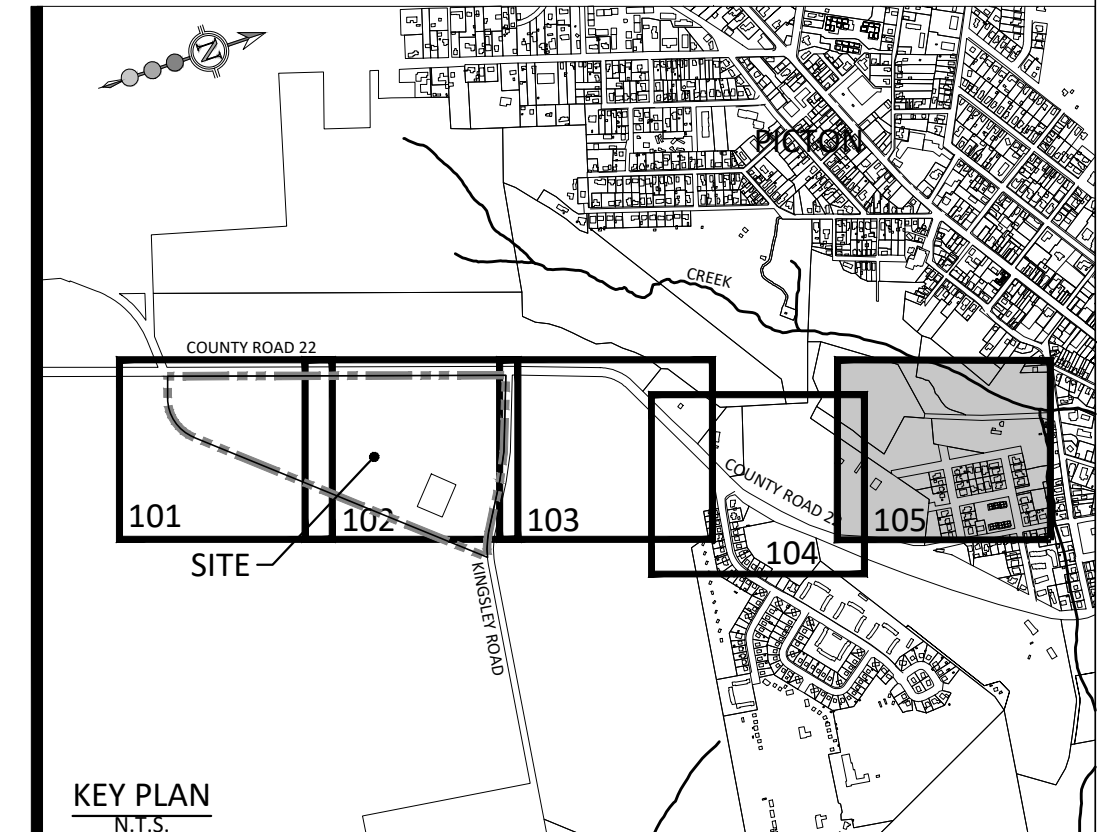 N
PICTON
CREEK
COUNTY ROAD 22
COUNTY ROAD 22
101
102
103
104
105
SITE
KINGSLEY ROAD
KEY PLAN
N.T.S.